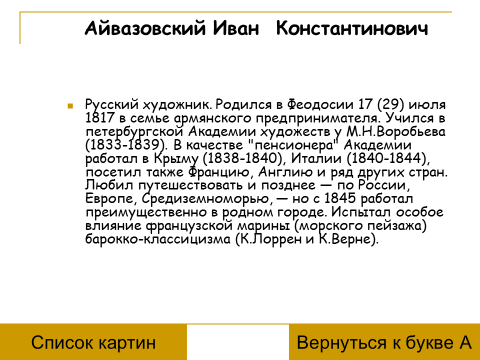 Айвазовский Иван Константинович
Русский художник. Родился в Феодосии 17 (29) июля
1817 в семье армянского предпринимателя. Учился в
петербургской Академии художеств у М.Н.Воробьева
(1833-1839). В качестве "пенсионера" Академии
работал в Крыму (1838-1840), Италии (1840-1844),
посетил также Францию, Англию и ряд других стран.
Любил путешествовать и позднее — по России,
Европе, Средиземноморью, — но с 1845 работал
преимущественно в родном городе. Испытал особое
влияние французской марины (морского пейзажа)
барокко-классицизма (К.Лоррен и К.Верне).
Список картин
Вернуться к букве А